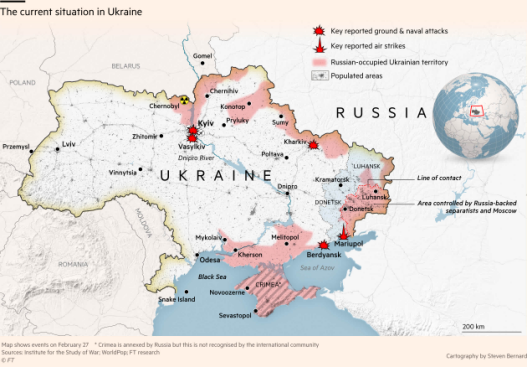 The current situation in Ukraine
Key reported ground & naval attacks
Key reported air strikes
Russian-occupied Ukrainian territory
Populated areas
Gomel
BELARUS
POLAND
Chernobyl
Chernihiv
Konotop
RUSSIA
Kyiv
Pryluky
Sumy
Przemysl
Lviv
Zhitomir
Vasylkiv
Kharkiv
Dnipro River
Poltava
LUHANSK
Vinnytsia
UKRAINE
Kramatorsk
Line of contact
Dnipro
Luhansk
DONETSK
Donetsk
Area controlled by Russia-backed
separatists and Moscow
MOLDOVA
Mykolaiv
Melitopol
Mariupol
Berdyansk
Odesa
Kherson
ROMANIA
Black Sea
Sea of Azov
CRIMEA*
Snake Island
Novoozerne
Sevastopol
200 km
Map shows events on February 27 * Crimea is annexed by Russia but this is not recognised by the international community
Sources: Institute for the Study of War; WorldPop; FT research
© FT
Cartography by Steven Bernard